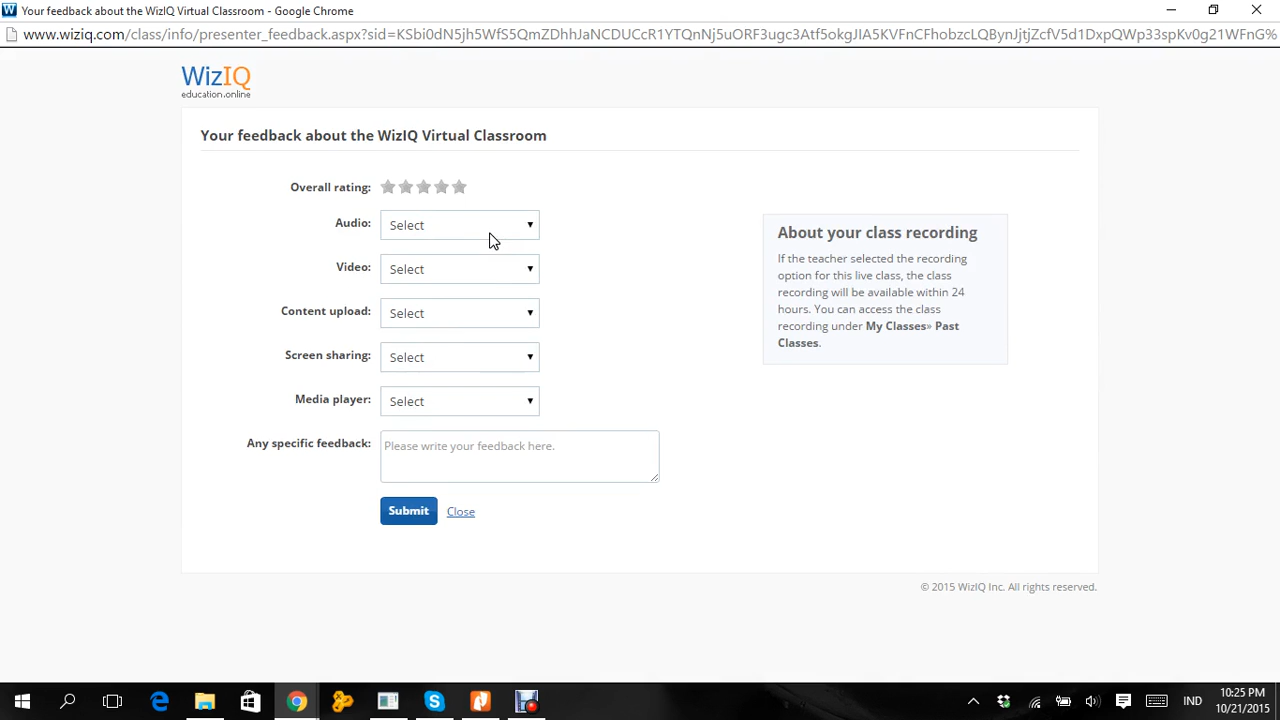 Your feedback about the WizIQ Virtual Classroom - Google Chrome
www.wiziq.com/class/info/presenter_feedback.aspx?sid=KSbi0dN5jh5WfS5QmZDhhJaNCDUCcR1YTQnNj5uORF3ugc3Atf5okgJIA5KVFnCFhobzcLQBynJjtjZcfV5d1DxpQWp33spKv0g21WFnG%
WizIQ
education.online
Your feedback about the WizIQ Virtual Classroom
Overall rating:
Audio: Select
Video: Select
Content upload: Select
Screen sharing: Select
Media player: Select
Any specific feedback: Please write your feedback here.
Submit Close
About your class recording
If the teacher selected the recording
option for this live class, the class
recording will be available within 24
hours. You can access the class
recording under My Classes» Past
Classes.
© 2015 WizIQ Inc. All rights reserved.
IND
10:25 PM
10/21/2015